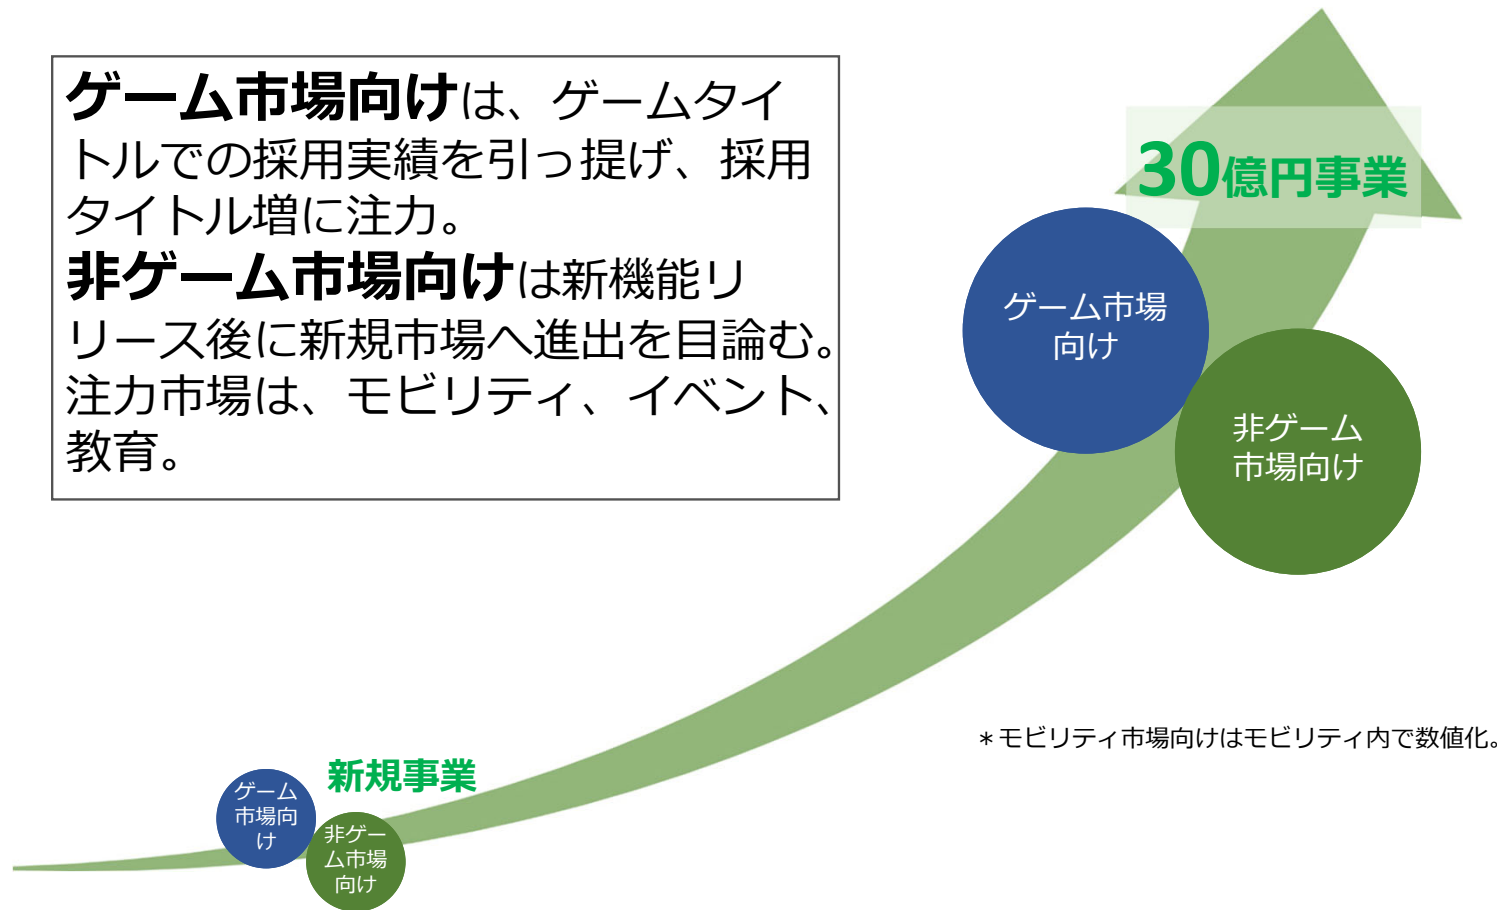 ゲーム市場向けは、ゲームタイ
トルでの採用実績を引っ提げ、採用
タイトル増に注力。
非ゲーム市場向けは新機能リ
リース後に新規市場へ進出を目論む。
注力市場は、モビリティ、イベント、
教育。
30億円事業
ゲーム市場
向け
非ゲーム
市場向け
＊モビリティ市場向けはモビリティ内で数値化。
新規事業
ゲーム
市場向
け
非ゲー
ム市場
向け